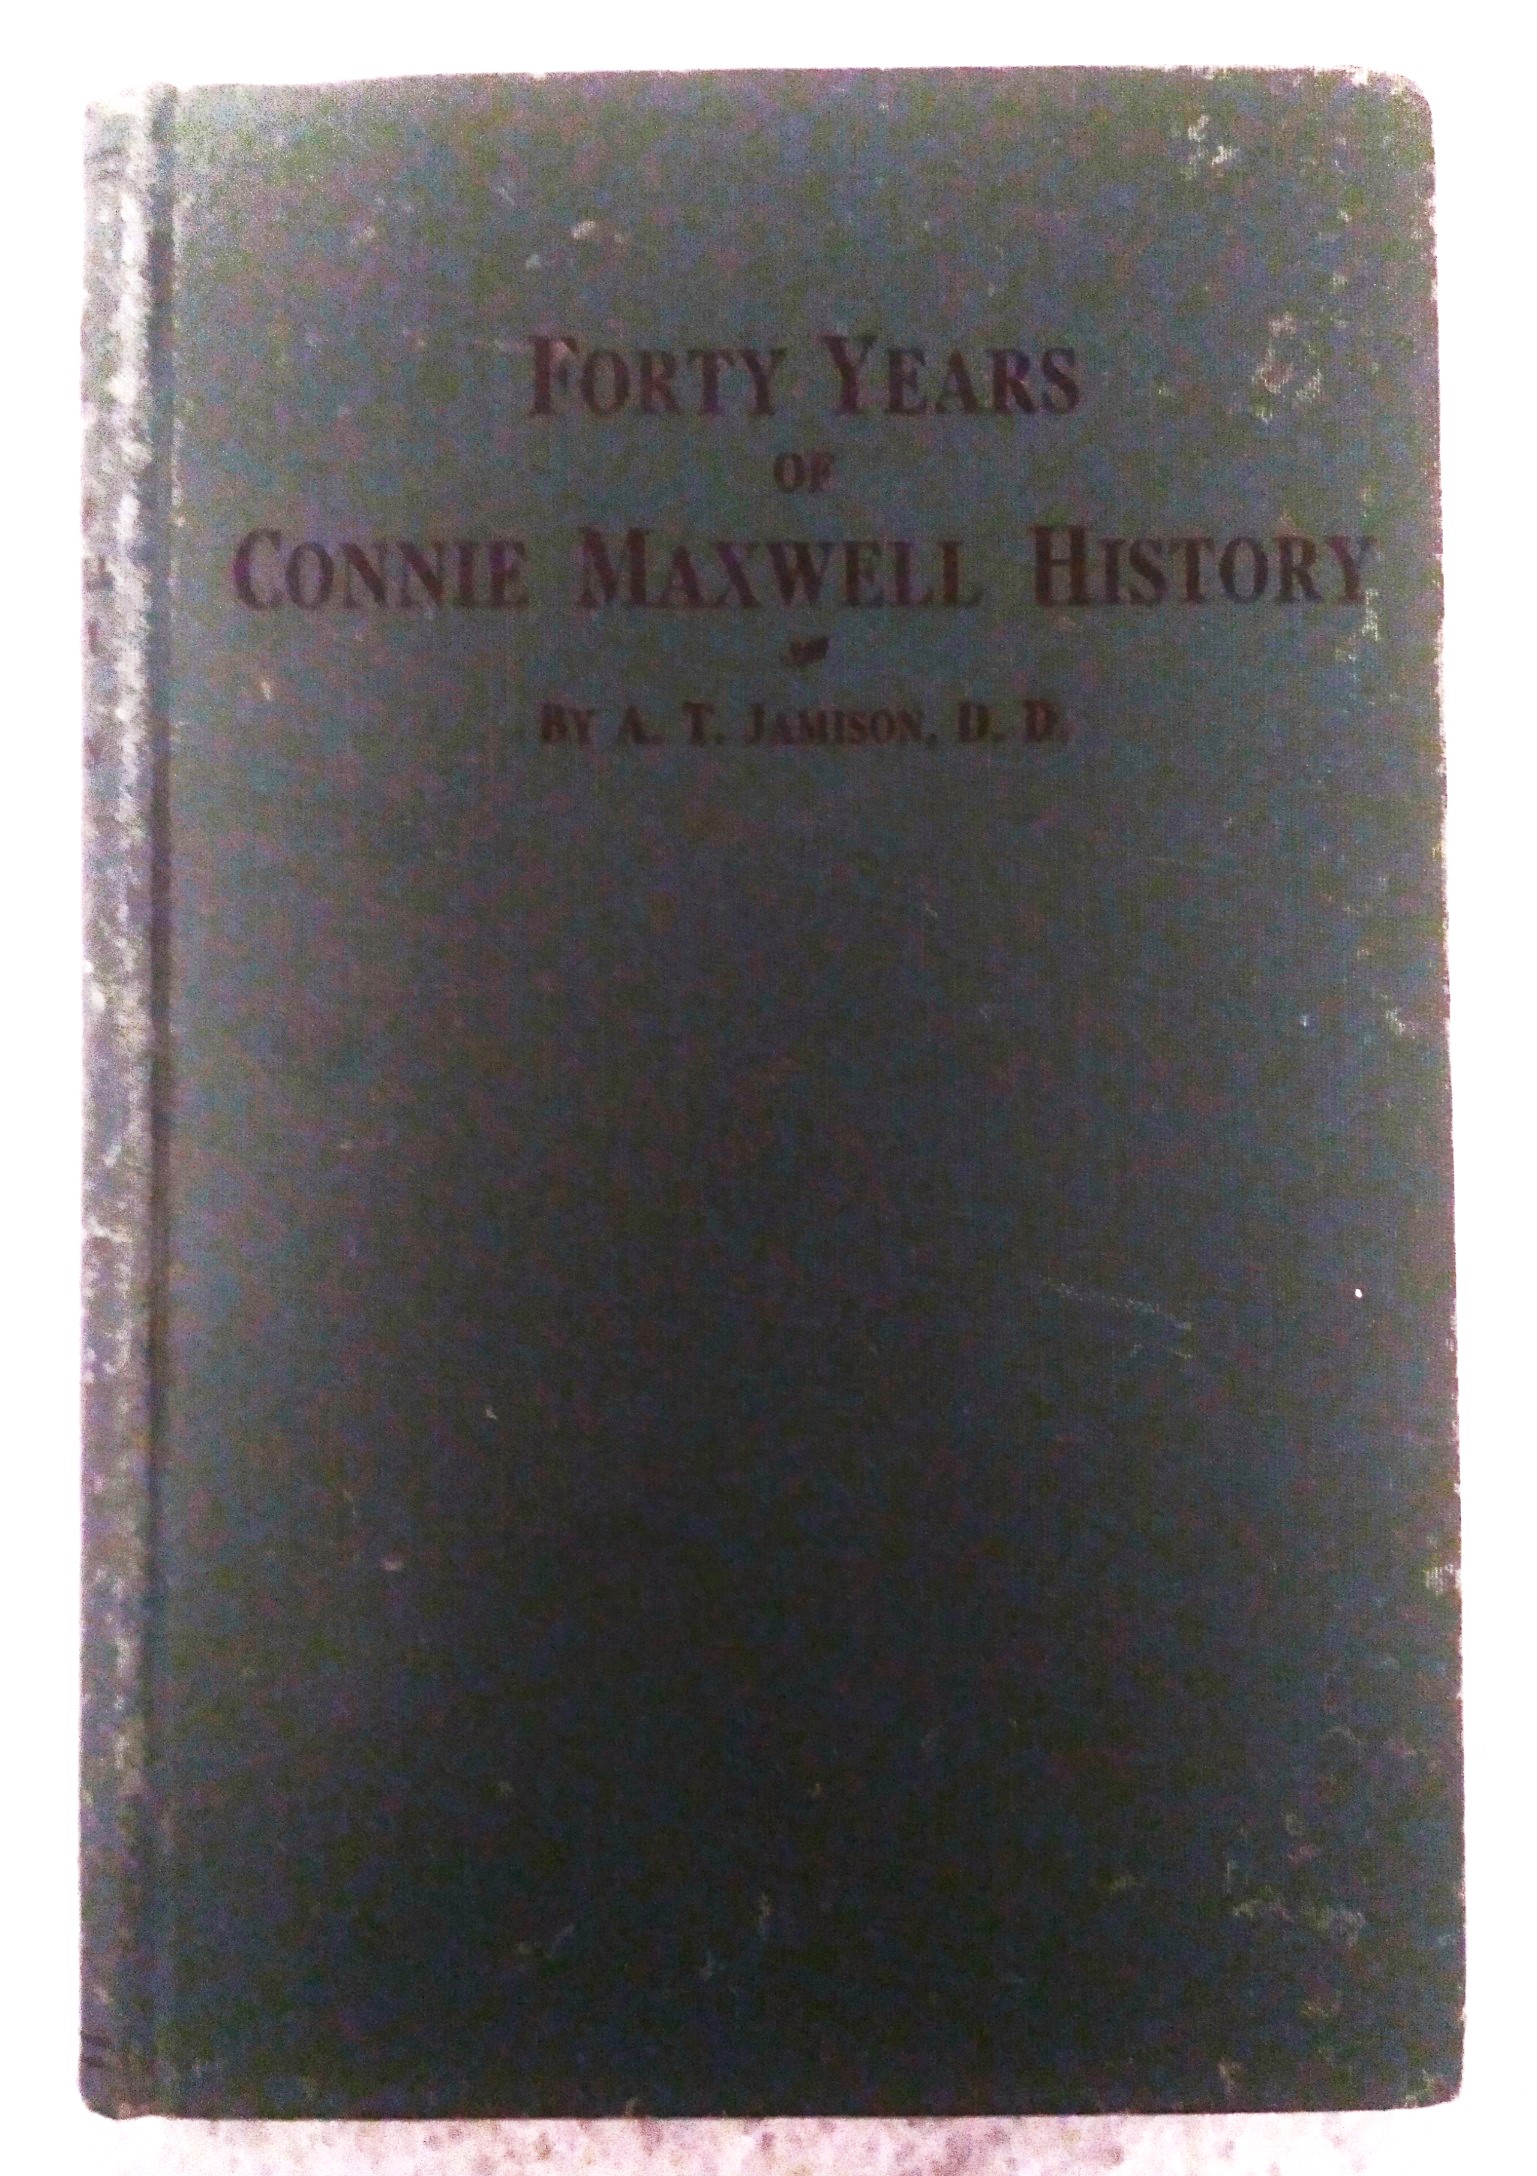 FORTY YEARS
OF
CONNIE MAXWELL HISTORY
BY A. T. JAMISON, D. D.